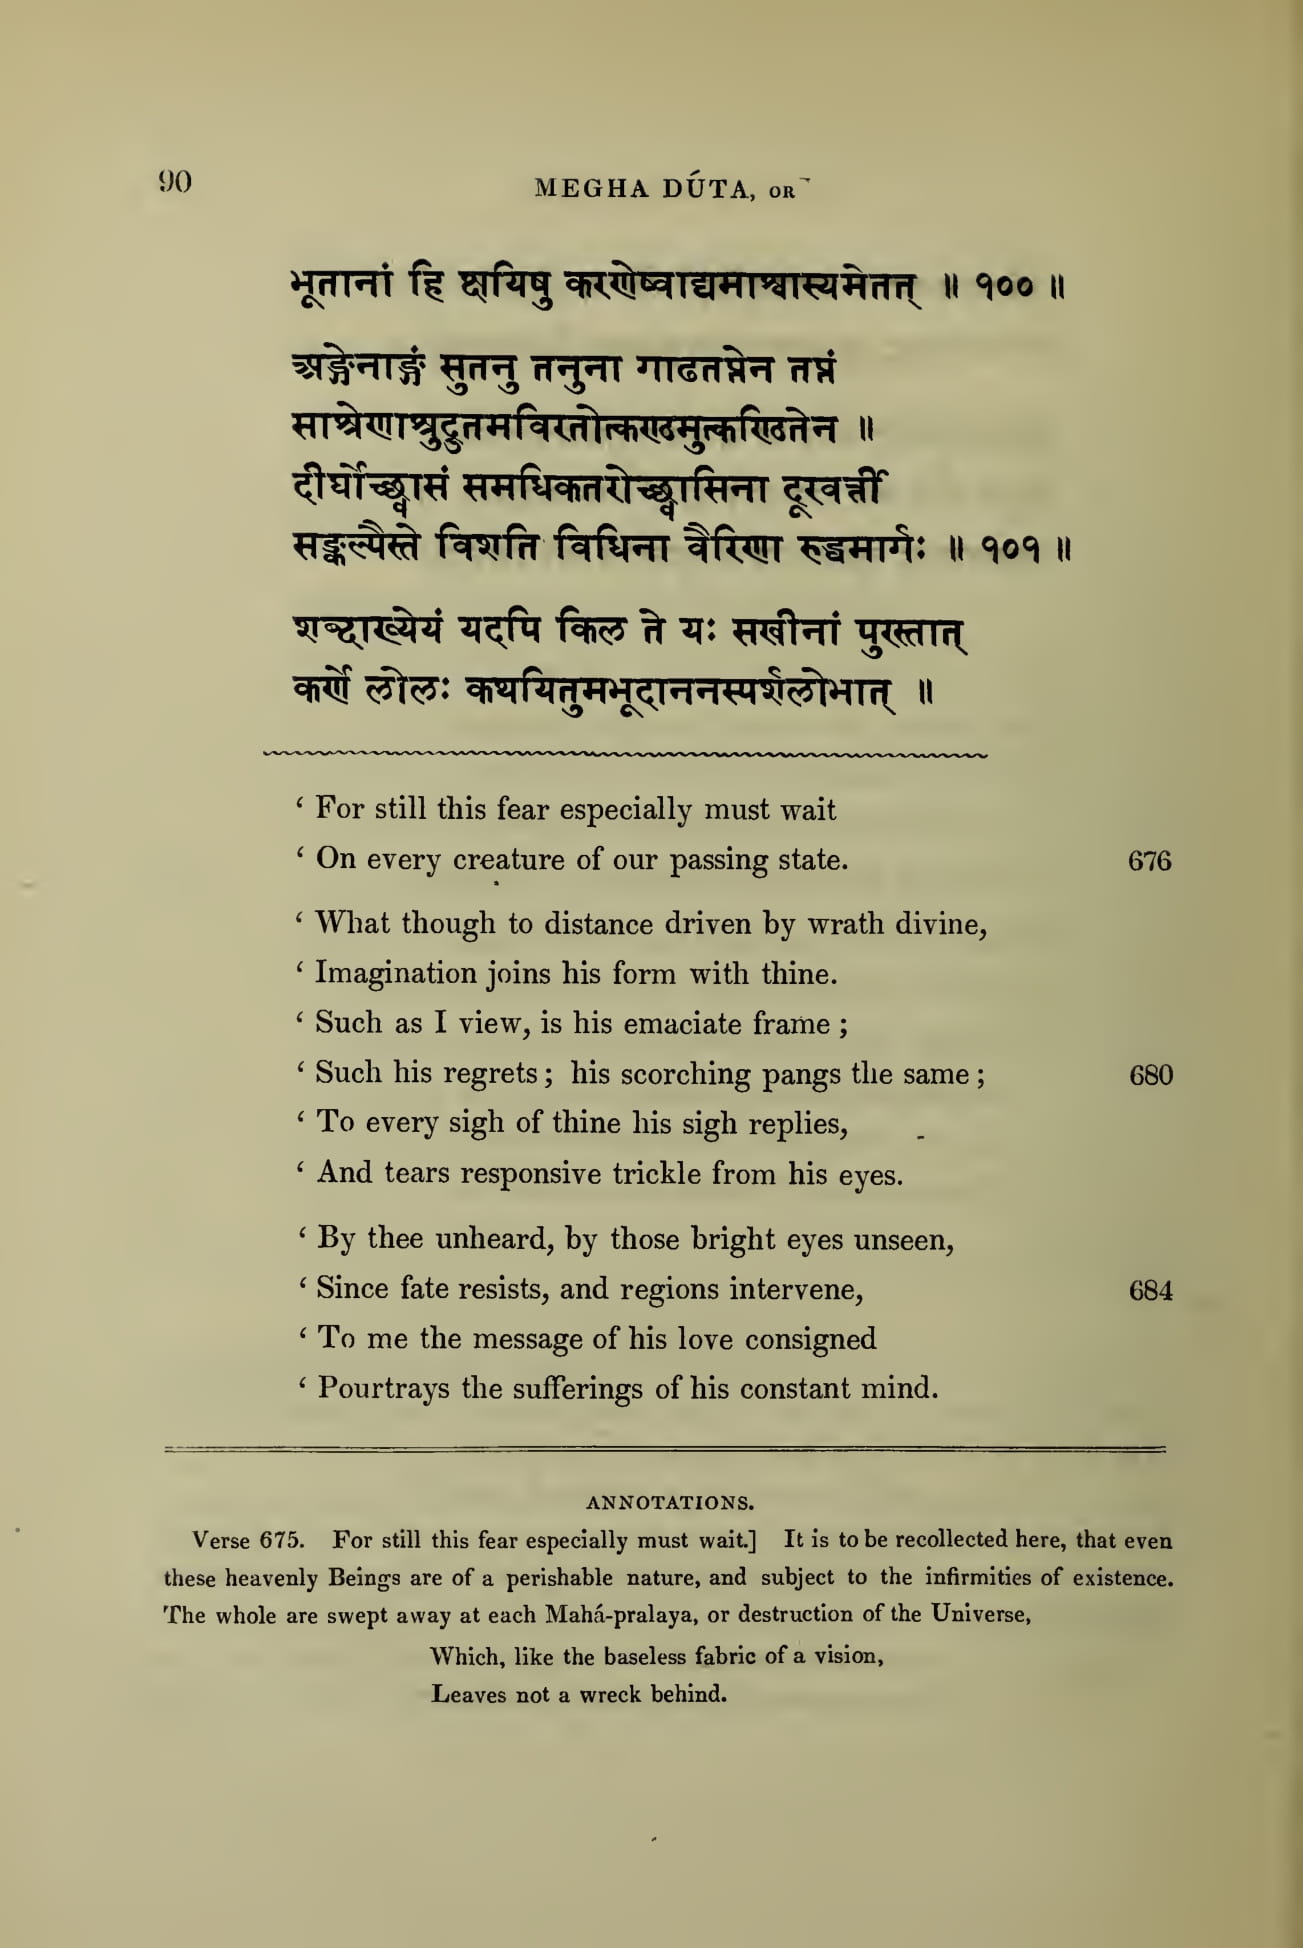 90
MEGHA DÚTA, OR
भूतानां हि क्षयिषु करणेष्वाद्यमाश्वास्यमेतत् ॥ १०० ॥
अङ्गेनाङ्गं सुतनु तनुना गाढतप्तेन तप्तं
साश्रेणाश्रुद्रुतमविरतोत्कण्ठमुत्कण्ठितेन ॥
दीर्घोच्छ्वासं समधिकतरोच्छ्वासिना दूरवर्त्ती
सङ्कल्पैस्ते विशति विधिना वैरिणा रुद्धमार्गः ॥ १०१ ॥
शब्दाख्येयं यदपि किल ते यः सखीनां पुरस्तात्
कर्णे लोलः कथयितुमभूदाननस्पर्शलोभात् ॥
‘ For still this fear especially must wait
‘ On every creature of our passing state. 676
‘ What though to distance driven by wrath divine,
‘ Imagination joins his form with thine.
‘ Such as I view, is his emaciate frame ;
‘ Such his regrets ; his scorching pangs the same ; 680
‘ To every sigh of thine his sigh replies,
‘ And tears responsive trickle from his eyes.
‘ By thee unheard, by those bright eyes unseen,
‘ Since fate resists, and regions intervene, 684
‘ To me the message of his love consigned
‘ Pourtrays the sufferings of his constant mind.
ANNOTATIONS.
Verse 675. For still this fear especially must wait.] It is to be recollected here, that even
these heavenly Beings are of a perishable nature, and subject to the infirmities of existence.
The whole are swept away at each Mahá-pralaya, or destruction of the Universe,
Which, like the baseless fabric of a vision,
Leaves not a wreck behind.